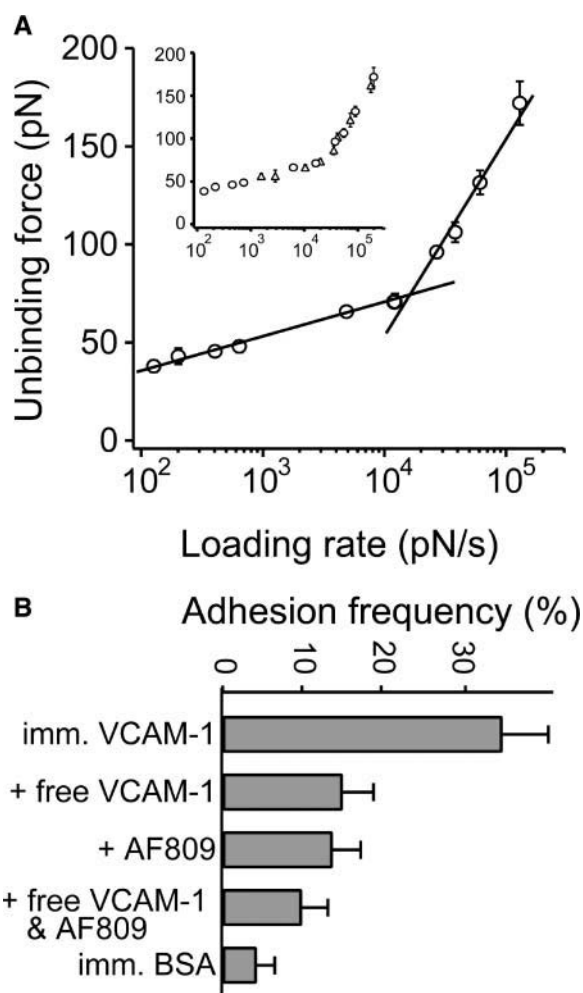 A
Unbinding force (pN)
200
150
100
50
0
200
150
100
50
0
10² 10³ 10⁴ 10⁵
10² 10³ 10⁴ 10⁵
Loading rate (pN/s)
B
Adhesion frequency (%)
0 10 20 30
imm. VCAM-1
+ free VCAM-1
+ AF809
+ free VCAM-1
& AF809
imm. BSA